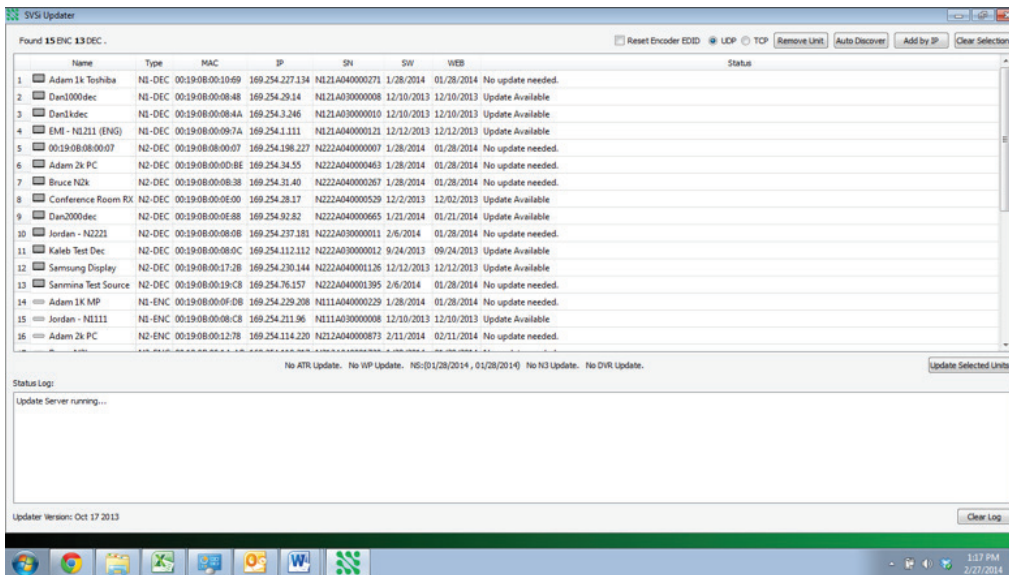 SVSi Updater
Found 15 ENC 13 DEC .
Reset Encoder EDID UDP TCP Remove Unit Auto Discover Add by IP Clear Selection
Name Type MAC IP SN SW WEB Status
1 Adam 1k Toshiba N1-DEC 00:19:0B:00:10:69 169.254.227.134 N121A040000271 1/28/2014 01/28/2014 No update needed.
2 Dan1000dec N1-DEC 00:19:0B:00:08:48 169.254.29.14 N121A030000008 12/10/2013 12/10/2013 Update Available
3 Dan1kdec N1-DEC 00:19:0B:00:08:4A 169.254.3.246 N121A030000010 12/10/2013 12/10/2013 Update Available
4 EMI - N1211 (ENG) N1-DEC 00:19:0B:00:09:7A 169.254.1.111 N121A040000121 12/12/2013 12/12/2013 Update Available
5 00:19:0B:08:00:07 N2-DEC 00:19:0B:08:00:07 169.254.198.227 N222A040000007 1/28/2014 01/28/2014 No update needed.
6 Adam 2k PC N2-DEC 00:19:0B:00:0D:BE 169.254.34.55 N222A040000463 1/28/2014 01/28/2014 No update needed.
7 Bruce N2k N2-DEC 00:19:0B:00:0B:38 169.254.31.40 N222A040000267 1/28/2014 01/28/2014 No update needed.
8 Conference Room RX N2-DEC 00:19:0B:00:0E:00 169.254.28.17 N222A040000529 12/2/2013 12/02/2013 Update Available
9 Dan2000dec N2-DEC 00:19:0B:00:0E:88 169.254.92.82 N222A040000665 1/21/2014 01/21/2014 Update Available
10 Jordan - N2221 N2-DEC 00:19:0B:00:08:0B 169.254.237.181 N222A030000011 2/6/2014 01/28/2014 No update needed.
11 Kaleb Test Dec N2-DEC 00:19:0B:00:08:0C 169.254.112.112 N222A030000012 9/24/2013 09/24/2013 Update Available
12 Samsung Display N2-DEC 00:19:0B:00:17:2B 169.254.230.144 N222A040001126 12/12/2013 12/12/2013 Update Available
13 Sanmina Test Source N2-DEC 00:19:0B:00:19:C8 169.254.76.157 N222A040001395 2/6/2014 01/28/2014 No update needed.
14 Adam 1K MP N1-ENC 00:19:0B:00:0F:DB 169.254.229.208 N111A040000229 1/28/2014 01/28/2014 No update needed.
15 Jordan - N1111 N1-ENC 00:19:0B:00:08:C8 169.254.211.96 N111A030000008 12/10/2013 12/10/2013 Update Available
16 Adam 2k PC N2-ENC 00:19:0B:00:12:78 169.254.114.220 N212A040000873 2/11/2014 02/11/2014 No update needed.
No ATR Update. No WP Update. NS:(01/28/2014 , 01/28/2014) No N3 Update. No DVR Update.
Update Selected Units
Status Log:
Update Server running...
Updater Version: Oct 17 2013
Clear Log
1:17 PM
2/27/2014